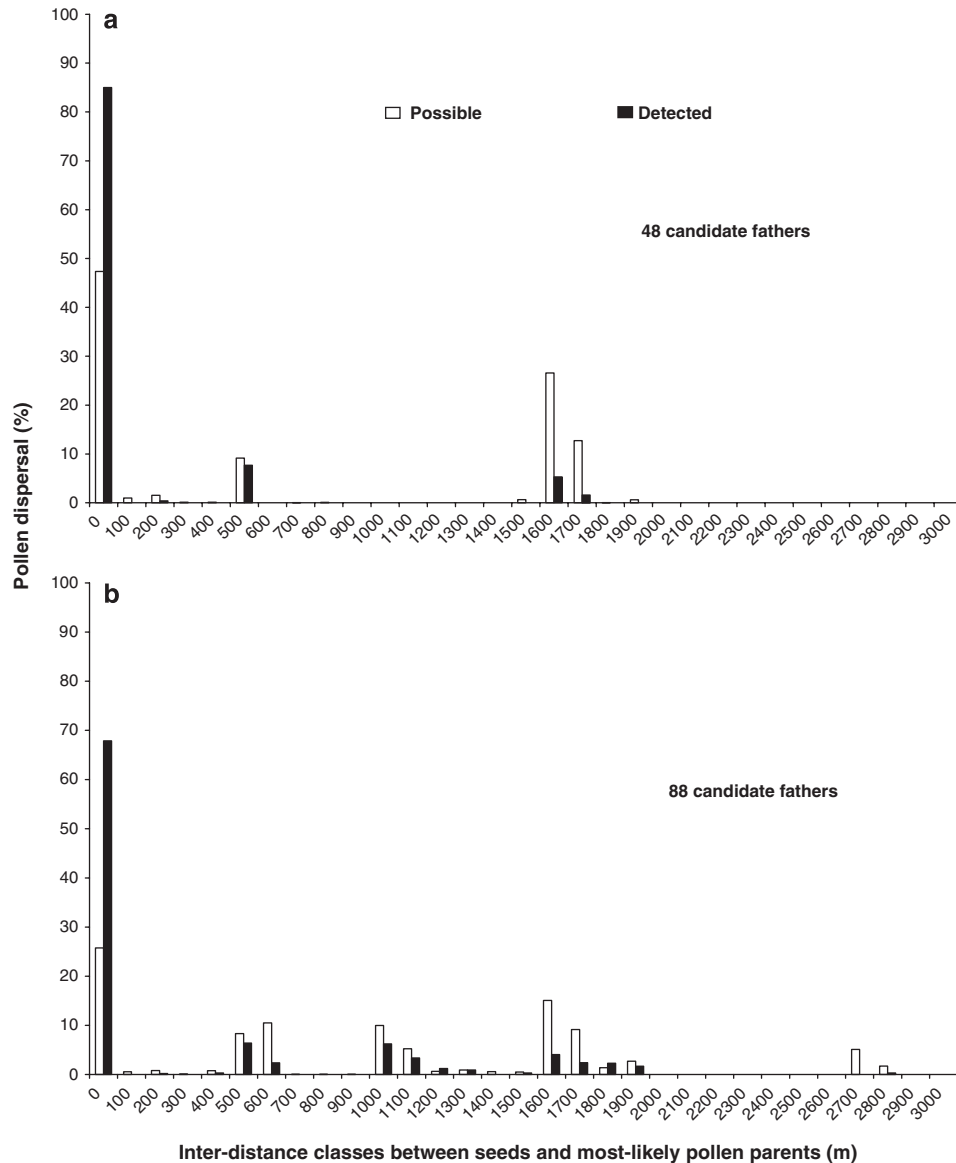 a
100
90
80
70
60
50
40
30
20
10
0
Possible Detected
48 candidate fathers
0 100 200 300 400 500 600 700 800 900 1000 1100 1200 1300 1400 1500 1600 1700 1800 1900 2000 2100 2200 2300 2400 2500 2600 2700 2800 2900 3000
Pollen dispersal (%)
b
100
90
80
70
60
50
40
30
20
10
0
88 candidate fathers
0 100 200 300 400 500 600 700 800 900 1000 1100 1200 1300 1400 1500 1600 1700 1800 1900 2000 2100 2200 2300 2400 2500 2600 2700 2800 2900 3000
Inter-distance classes between seeds and most-likely pollen parents (m)